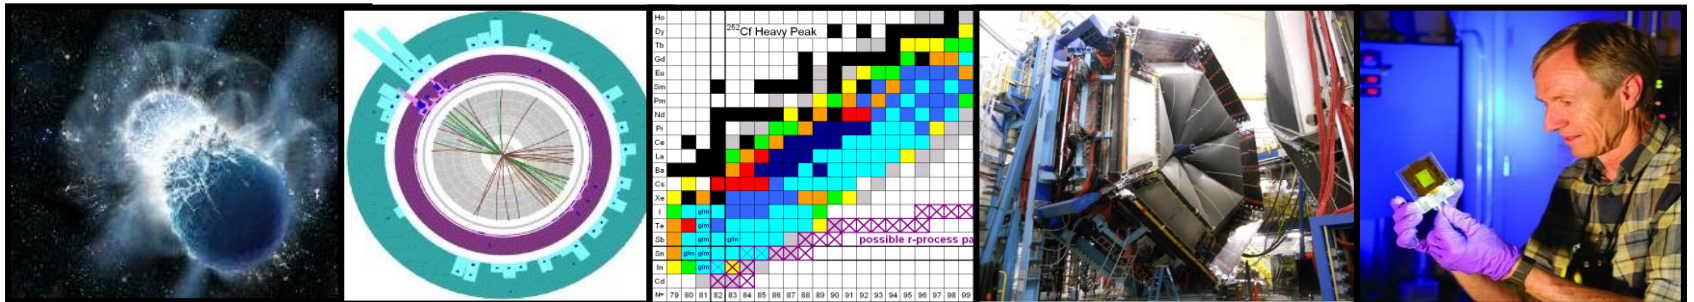 Ho
²⁵²Cf Heavy Peak
Dy
Tb
Gd
Eu
Sm
Pm
Nd
Pr
Ce
La
Ba
Cs
Xe
I g/m
Te
Sb g/m g/m
possible r-process pa
Sn g/m g/m
In g/m
Cd
N= 79 80 81 82 83 84 85 86 87 88 89 90 91 92 93 94 95 96 97 98 99